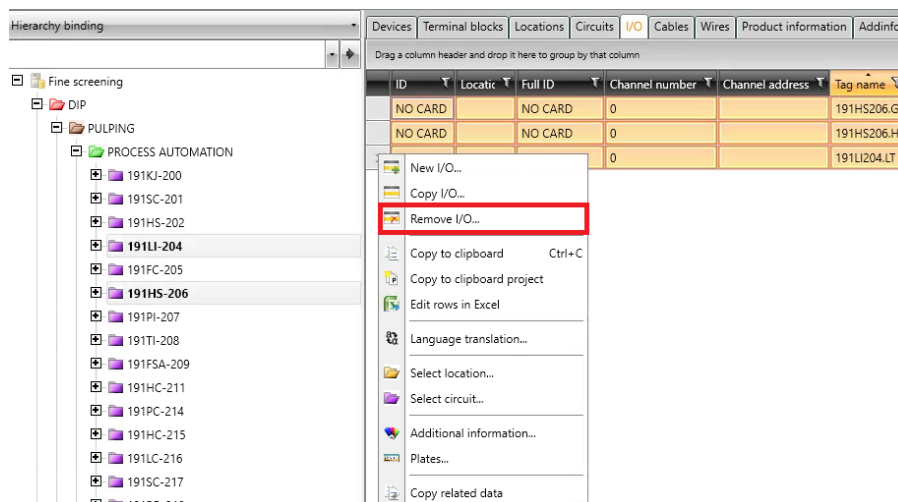 Hierarchy binding
Fine screening
DIP
PULPING
PROCESS AUTOMATION
191KJ-200
191SC-201
191HS-202
191LI-204
191FC-205
191HS-206
191PI-207
191TI-208
191FSA-209
191HC-211
191PC-214
191HC-215
191LC-216
191SC-217
Devices Terminal blocks Locations Circuits I/O Cables Wires Product information Addinfo
Drag a column header and drop it here to group by that column
ID Locatic Full ID Channel number Channel address Tag name
NO CARD NO CARD 0 191HS206.G
NO CARD NO CARD 0 191HS206.H
0 191LI204.LT
New I/O...
Copy I/O...
Remove I/O...
Copy to clipboard Ctrl+C
Copy to clipboard project
Edit rows in Excel
Language translation...
Select location...
Select circuit...
Additional information...
Plates...
Copy related data